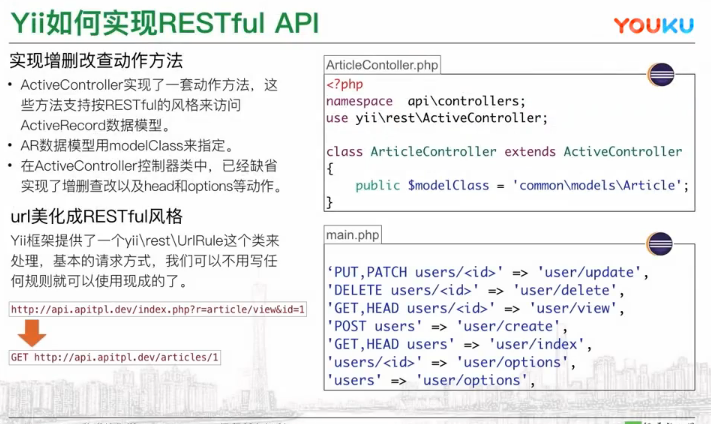 Yii如何实现RESTful API
YOUKU
实现增删改查动作方法
• ActiveController实现了一套动作方法，这
些方法支持按RESTful的风格来访问
ActiveRecord数据模型。
• AR数据模型用modelClass来指定。
• 在ActiveController控制器类中，已经缺省
实现了增删查改以及head和options等动作。
url美化成RESTful风格
Yii框架提供了一个yii\rest\UrlRule这个类来
处理，基本的请求方式，我们可以不用写任
何规则就可以使用现成的了。
http://api.apitpl.dev/index.php?r=article/view&id=1
GET http://api.apitpl.dev/articles/1
ArticleContoller.php
<?php
namespace  api\controllers;
use yii\rest\ActiveController;
class ArticleController extends ActiveController
{
    public $modelClass = 'common\models\Article';
}
main.php
‘PUT,PATCH users/<id>' => 'user/update',
'DELETE users/<id>' => 'user/delete',
'GET,HEAD users/<id>' => 'user/view',
'POST users' => 'user/create',
'GET,HEAD users' => 'user/index',
'users/<id>' => 'user/options',
'users' => 'user/options',